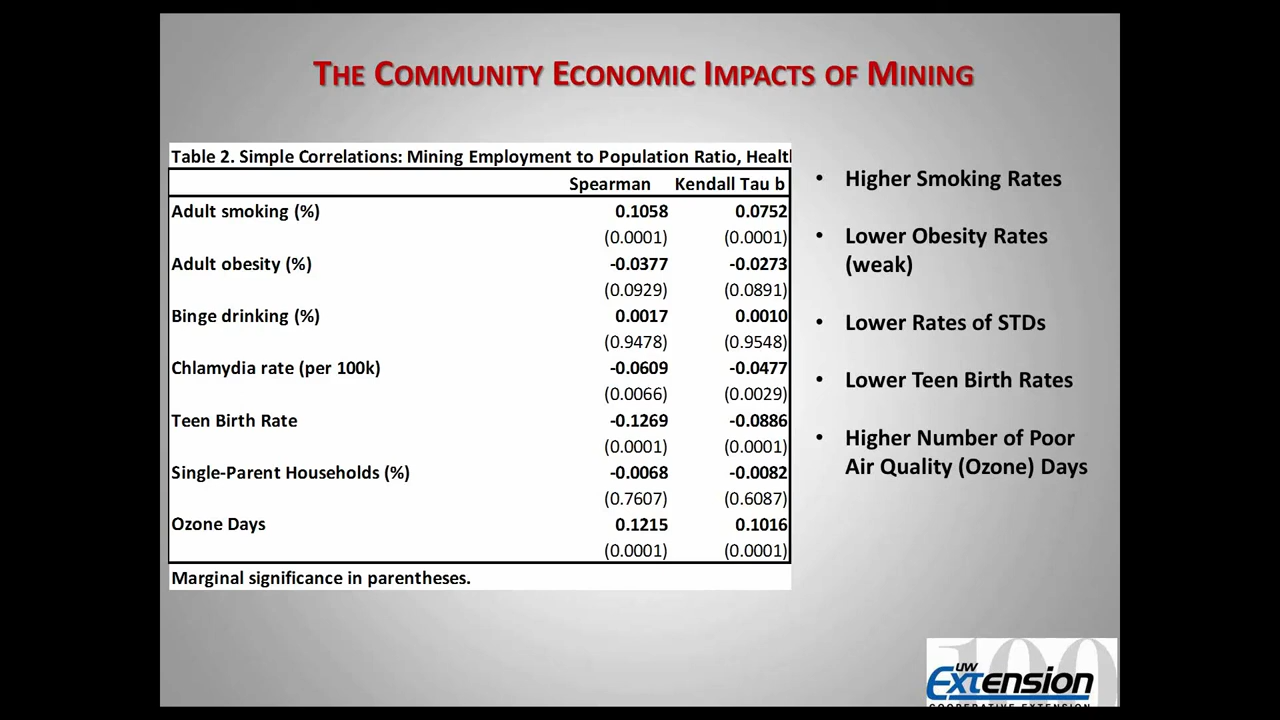 THE COMMUNITY ECONOMIC IMPACTS OF MINING
Table 2. Simple Correlations: Mining Employment to Population Ratio,
Spearman Kendall Tau b
Adult smoking (%) 0.1058 0.0752
(0.0001) (0.0001)
Adult obesity (%) -0.0377 -0.0273
(0.0929) (0.0891)
Binge drinking (%) 0.0017 0.0010
(0.9478) (0.9548)
Chlamydia rate (per 100k) -0.0609 -0.0477
(0.0066) (0.0029)
Teen Birth Rate -0.1269 -0.0886
(0.0001) (0.0001)
Single-Parent Households (%) -0.0068 -0.0082
(0.7607) (0.6087)
Ozone Days 0.1215 0.1016
(0.0001) (0.0001)
Marginal significance in parentheses.
• Higher Smoking Rates
• Lower Obesity Rates
(weak)
• Lower Rates of STDs
• Lower Teen Birth Rates
• Higher Number of Poor
Air Quality (Ozone) Days
100
UW
Extension